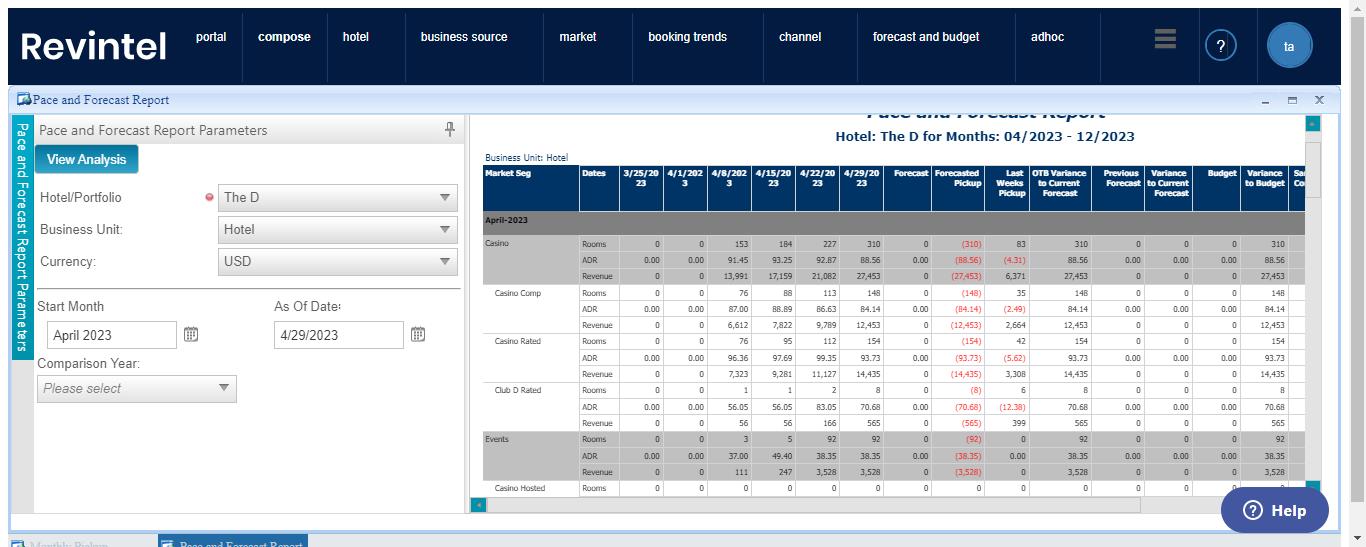 Revintel portal compose hotel business source market booking trends channel forecast and budget adhoc ? ta
Pace and Forecast Report
Pace and Forecast Report Parameters
Pace and Forecast Report Parameters
View Analysis
Hotel/Portfolio The D
Business Unit: Hotel
Currency: USD
Start Month As Of Date:
April 2023 4/29/2023
Comparison Year:
Please select
Pace and Forecast Report
Hotel: The D for Months: 04/2023 - 12/2023
Business Unit: Hotel
Market Seg Dates 3/25/20 4/1/202 4/8/202 4/15/20 4/22/20 4/29/20 Forecast Forecasted Last OTB Variance Previous Variance Budget Variance
23 3 3 23 23 23 Pickup Weeks to Current Forecast to Current to Budget
Pickup Forecast Forecast
April-2023
Casino Rooms 0 0 153 184 227 310 0 (310) 83 310 0 0 0 310
ADR 0.00 0.00 91.45 93.25 92.87 88.56 0.00 (88.56) (4.31) 88.56 0.00 0.00 0.00 88.56
Revenue 0 0 13,991 17,159 21,082 27,453 0 (27,453) 6,371 27,453 0 0 0 27,453
Casino Comp Rooms 0 0 76 88 113 148 0 (148) 35 148 0 0 0 148
ADR 0.00 0.00 87.00 88.89 86.63 84.14 0.00 (84.14) (2.49) 84.14 0.00 0.00 0.00 84.14
Revenue 0 0 6,612 7,822 9,789 12,453 0 (12,453) 2,664 12,453 0 0 0 12,453
Casino Rated Rooms 0 0 76 95 112 154 0 (154) 42 154 0 0 0 154
ADR 0.00 0.00 96.36 97.69 99.35 93.73 0.00 (93.73) (5.62) 93.73 0.00 0.00 0.00 93.73
Revenue 0 0 7,323 9,281 11,127 14,435 0 (14,435) 3,308 14,435 0 0 0 14,435
Club D Rated Rooms 0 0 1 1 2 8 0 (8) 6 8 0 0 0 8
ADR 0.00 0.00 56.05 56.05 83.05 70.68 0.00 (70.68) (12.38) 70.68 0.00 0.00 0.00 70.68
Revenue 0 0 56 56 166 565 0 (565) 399 565 0 0 0 565
Events Rooms 0 0 3 5 92 92 0 (92) 0 92 0 0 0 92
ADR 0.00 0.00 37.00 49.40 38.35 38.35 0.00 (38.35) 0.00 38.35 0.00 0.00 0.00 38.35
Revenue 0 0 111 247 3,528 3,528 0 (3,528) 0 3,528 0 0 0 3,528
Casino Hosted Rooms 0 0 0 0 0 0 0 0 0 0 0 0 0 0
? Help
Monthly Pickup Pace and Forecast Report